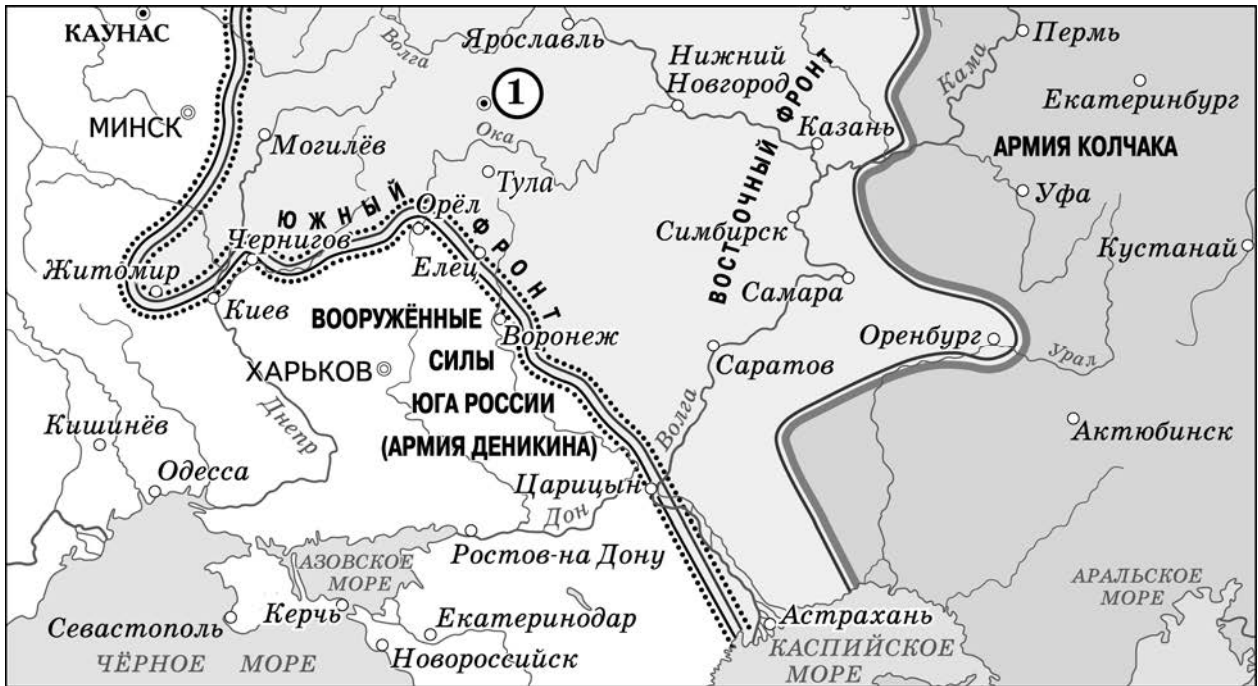 КАУНАС
Волга
Ярославль
Нижний
Новгород
ВОСТОЧНЫЙ ФРОНТ
Кама
Пермь
Екатеринбург
МИНСК
1
Могилёв
Ока
Казань
АРМИЯ КОЛЧАКА
Тула
Уфа
ЮЖНЫЙ ФРОНТ
Орёл
Чернигов
Симбирск
Кустанай
Житомир
Елец
Самара
Киев
ВООРУЖЁННЫЕ
СИЛЫ
ЮГА РОССИИ
(АРМИЯ ДЕНИКИНА)
Воронеж
Оренбург
Урал
ХАРЬКОВ
Саратов
Днепр
Волга
Кишинёв
Актюбинск
Одесса
Царицын
Дон
Ростов-на Дону
АЗОВСКОЕ
МОРЕ
АРАЛЬСКОЕ
МОРЕ
Керчь
Екатеринодар
Астрахань
Севастополь
Новороссийск
КАСПИЙСКОЕ
МОРЕ
ЧЁРНОЕ МОРЕ